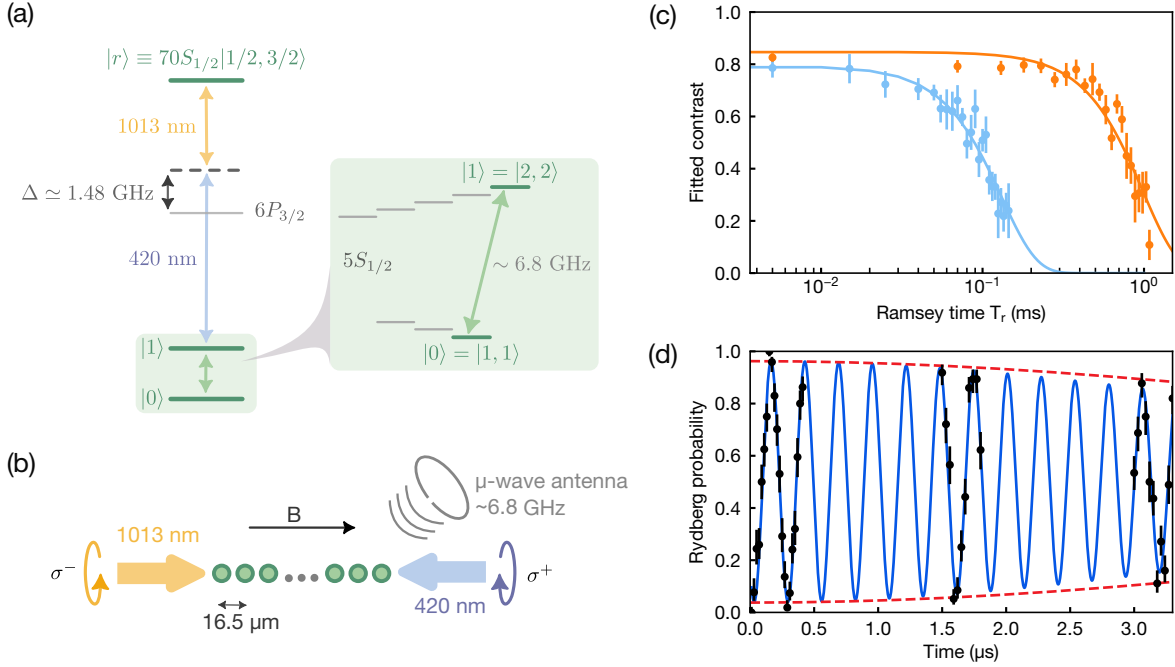 (a)
|r⟩ ≡ 70S₁/₂|1/2, 3/2⟩
1013 nm
Δ ≃ 1.48 GHz
6P₃/₂
420 nm
|1⟩
|0⟩
|1⟩ = |2, 2⟩
5S₁/₂
∼ 6.8 GHz
|0⟩ = |1, 1⟩
(b)
1013 nm
B
μ-wave antenna
~6.8 GHz
σ⁻
σ⁺
16.5 μm
420 nm
(c)
Fitted contrast
1.0
0.8
0.6
0.4
0.2
0.0
10⁻²
10⁻¹
10⁰
Ramsey time Tᵣ (ms)
(d)
Rydberg probability
1.0
0.8
0.6
0.4
0.2
0.0
0.0
0.5
1.0
1.5
2.0
2.5
3.0
Time (μs)